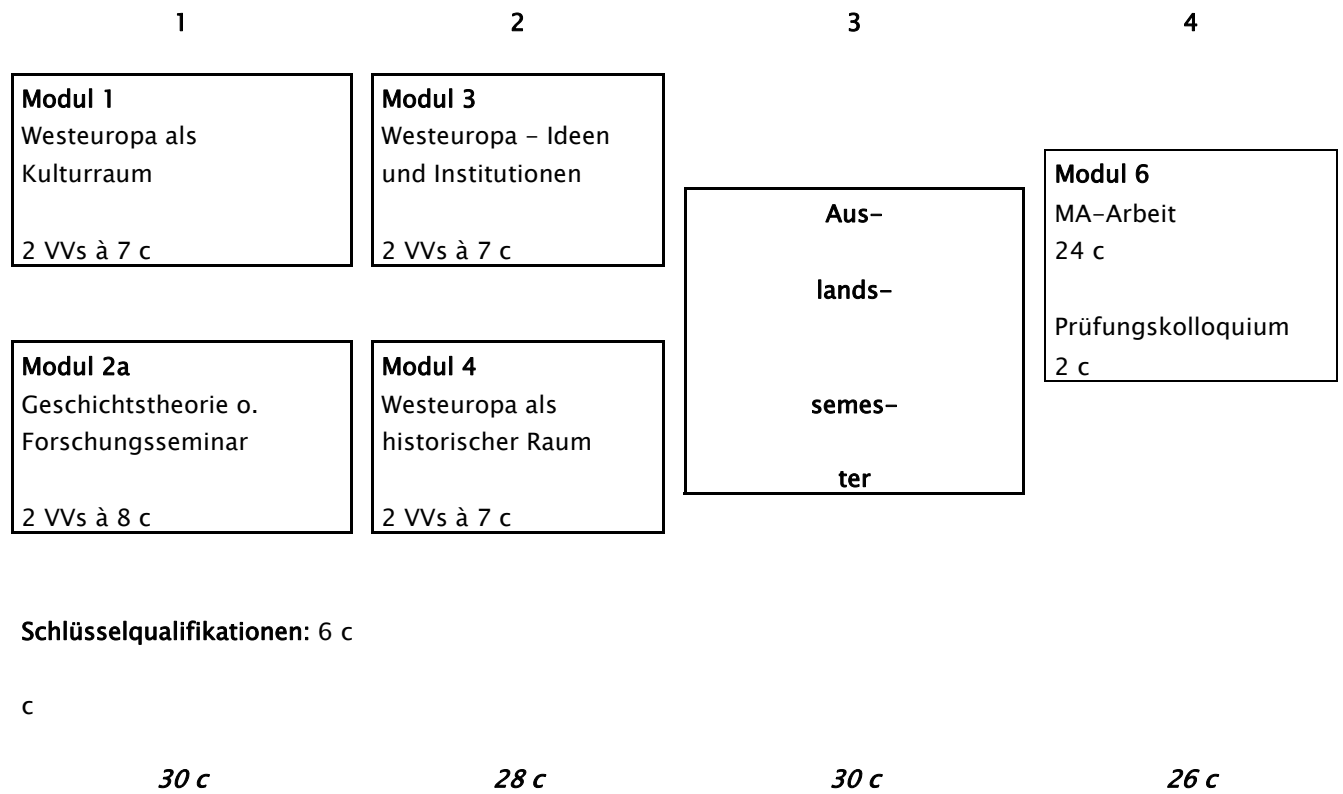 1 2 3 4
Modul 1
Westeuropa als
Kulturraum
2 VVs à 7 c
Modul 3
Westeuropa – Ideen
und Institutionen
2 VVs à 7 c
Modul 2a
Geschichtstheorie o.
Forschungsseminar
2 VVs à 8 c
Modul 4
Westeuropa als
historischer Raum
2 VVs à 7 c
Aus–
lands–
semes–
ter
Modul 6
MA–Arbeit
24 c
Prüfungskolloquium
2 c
Schlüsselqualifikationen: 6 c
c
30 c 28 c 30 c 26 c